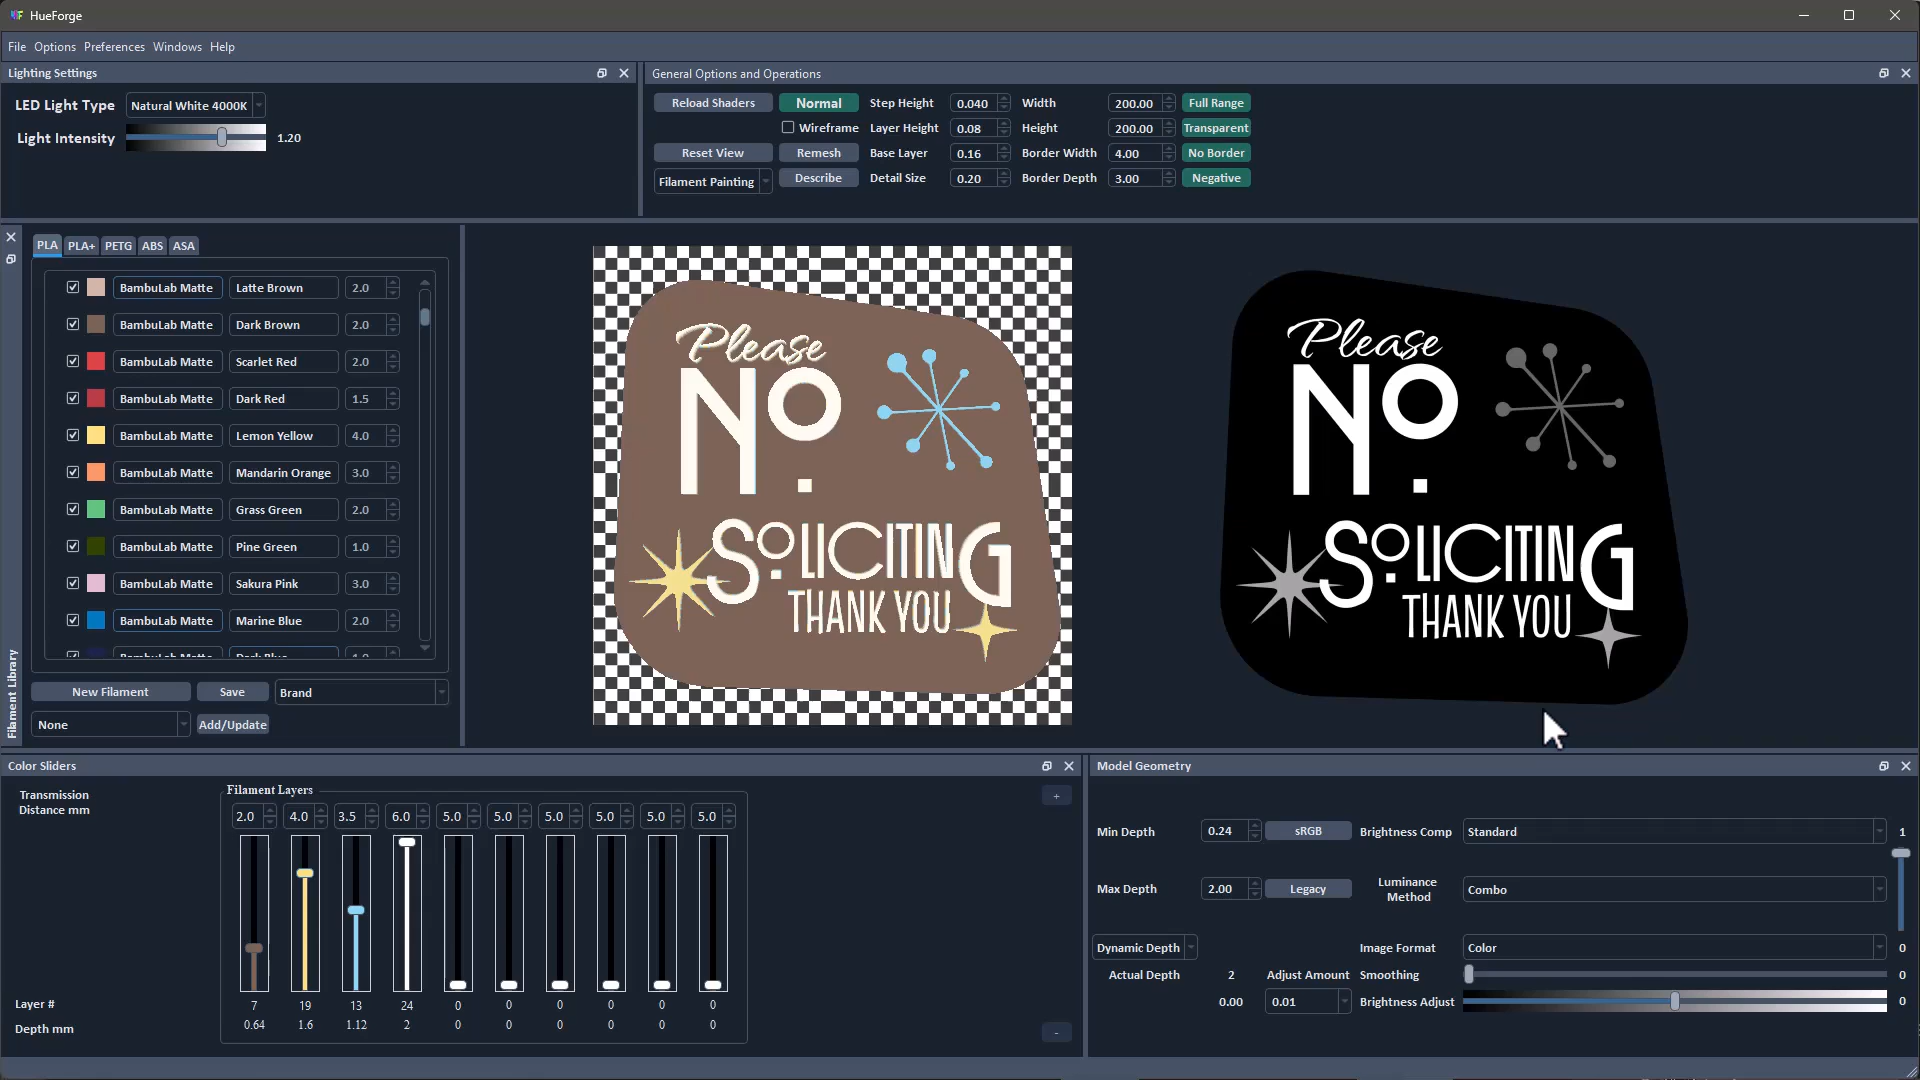 HueForge
File Options Preferences Windows Help
Lighting Settings
LED Light Type Natural White 4000K
Light Intensity 1.20
General Options and Operations
Reload Shaders Normal Step Height 0.040 Width 200.00 Full Range
Wireframe Layer Height 0.08 Height 200.00 Transparent
Reset View Remesh Base Layer 0.16 Border Width 4.00 No Border
Filament Painting Describe Detail Size 0.20 Border Depth 3.00 Negative
Filament Library
PLA PLA+ PETG ABS ASA
BambuLab Matte Latte Brown 2.0
BambuLab Matte Dark Brown 2.0
BambuLab Matte Scarlet Red 2.0
BambuLab Matte Dark Red 1.5
BambuLab Matte Lemon Yellow 4.0
BambuLab Matte Mandarin Orange 3.0
BambuLab Matte Grass Green 2.0
BambuLab Matte Pine Green 1.0
BambuLab Matte Sakura Pink 3.0
BambuLab Matte Marine Blue 2.0
BambuLab Matte Dark Blue 1.0
New Filament Save Brand
None Add/Update
Please
No.
SoLICITING
THANK YOU
Please
No.
SoLICITING
THANK YOU
Color Sliders
Transmission
Distance mm
Filament Layers
2.0 4.0 3.5 6.0 5.0 5.0 5.0 5.0 5.0 5.0
+
Layer # 7 19 13 24 0 0 0 0 0 0
Depth mm 0.64 1.6 1.12 2 0 0 0 0 0 0
-
Model Geometry
Min Depth 0.24 sRGB Brightness Comp Standard 1
Max Depth 2.00 Legacy Luminance
Method Combo
Dynamic Depth Image Format Color 0
Actual Depth 2 Adjust Amount Smoothing 0
0.00 0.01 Brightness Adjust 0